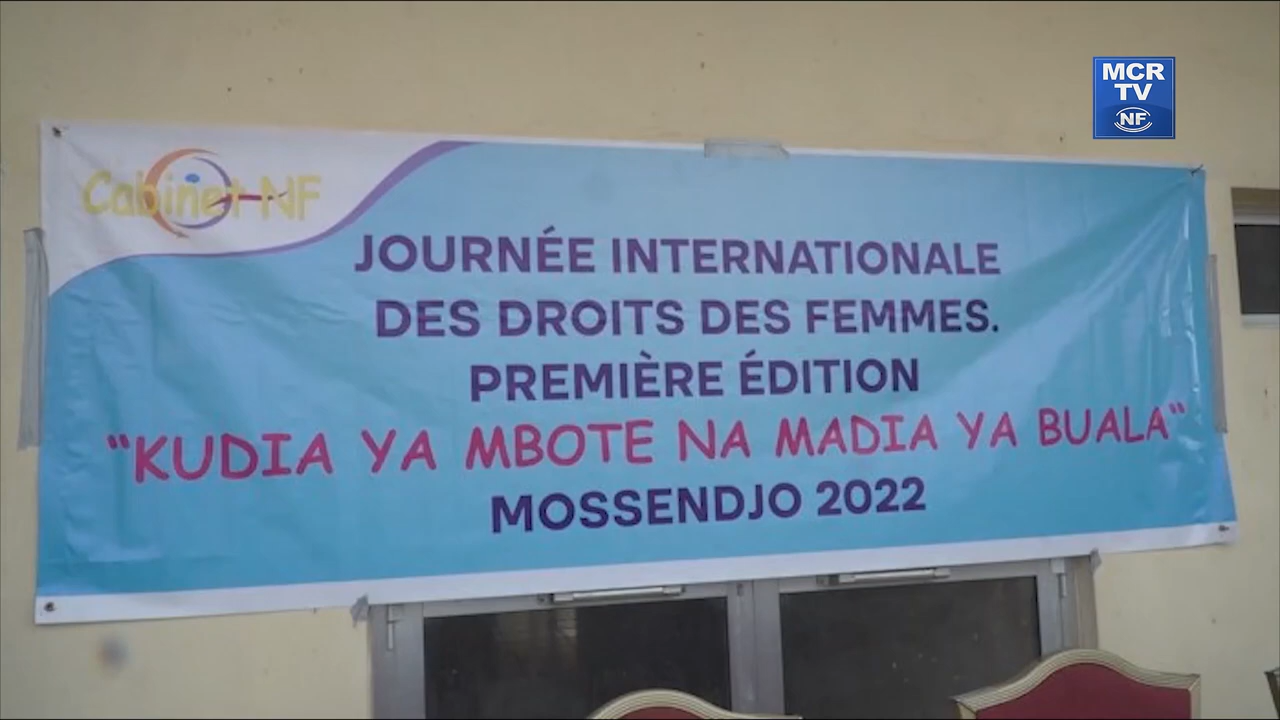 MCR
TV
NF
Cabinet NF
JOURNÉE INTERNATIONALE
DES DROITS DES FEMMES.
PREMIÈRE ÉDITION
"KUDIA YA MBOTE NA MADIA YA BUALA"
MOSSENDJO 2022